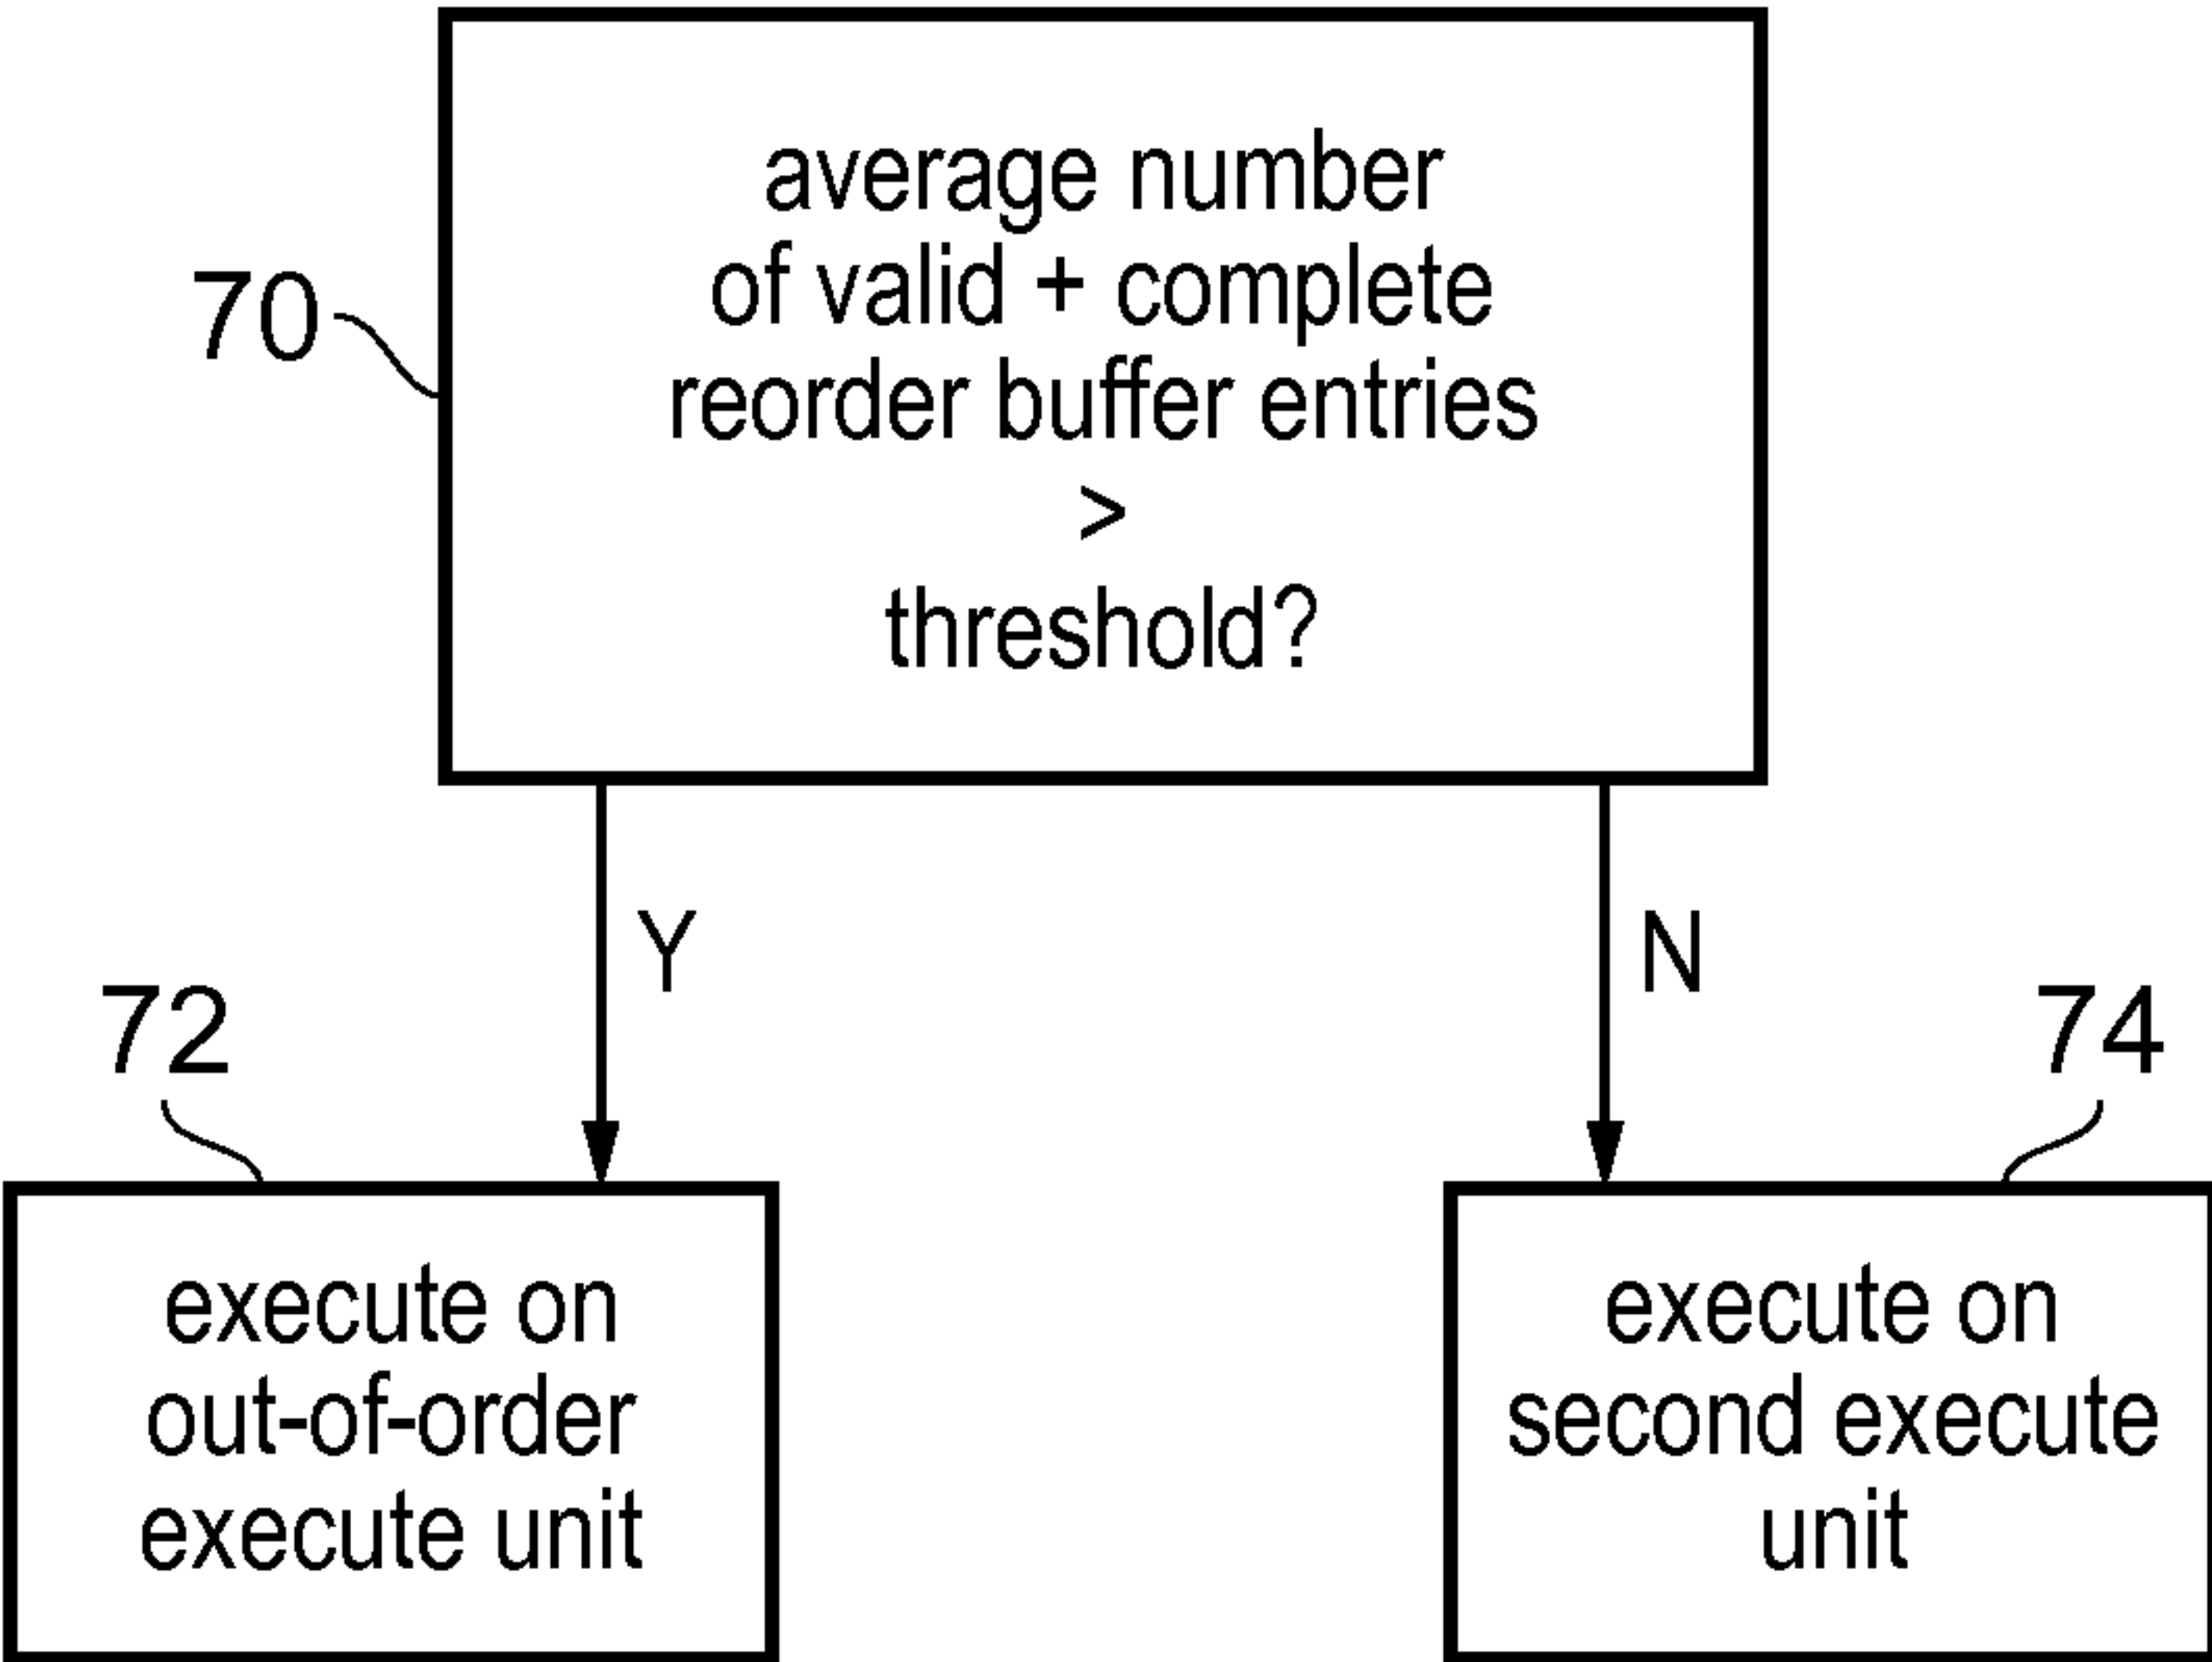 70
average number
of valid + complete
reorder buffer entries
>
threshold?
Y
N
72
74
execute on
out-of-order
execute unit
execute on
second execute
unit